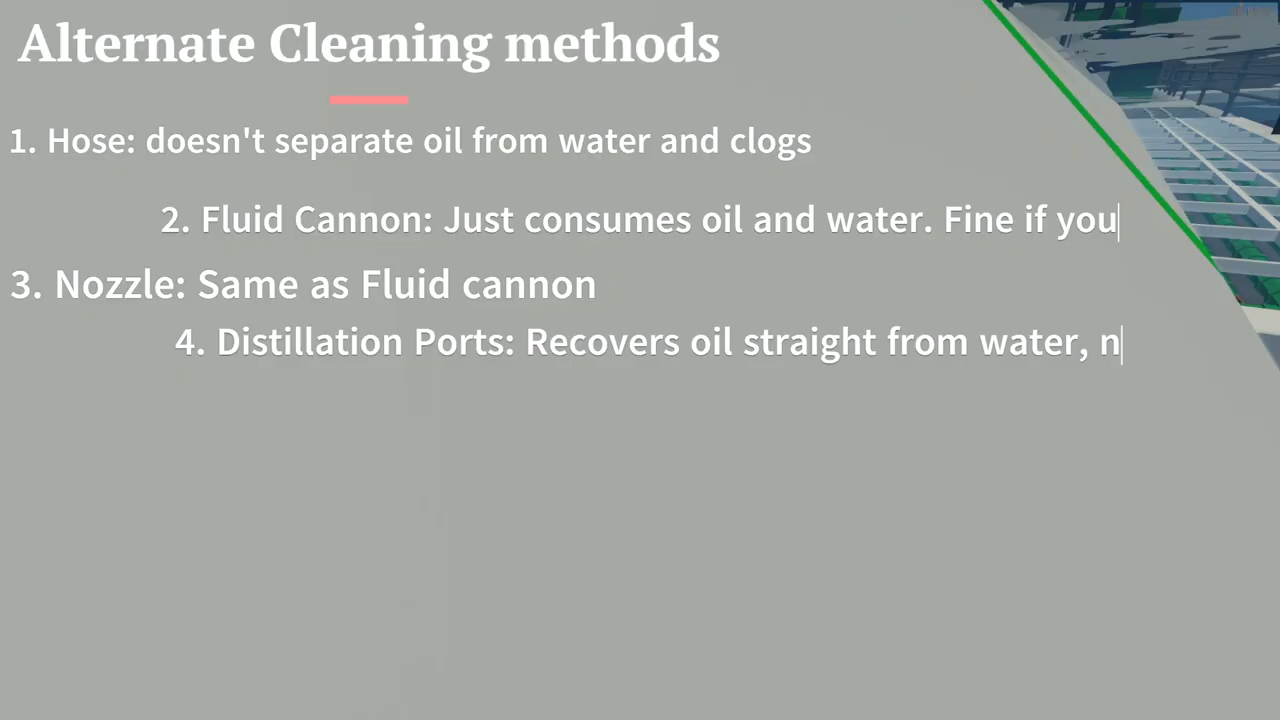 Alternate Cleaning methods
1. Hose: doesn't separate oil from water and clogs
2. Fluid Cannon: Just consumes oil and water. Fine if you
3. Nozzle: Same as Fluid cannon
4. Distillation Ports: Recovers oil straight from water, n